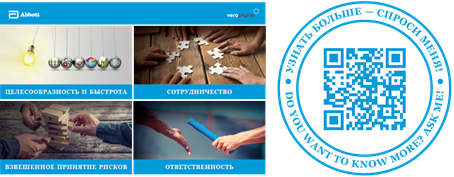 Abbott
veropharm
ЦЕЛЕСООБРАЗНОСТЬ И БЫСТРОТА
СОТРУДНИЧЕСТВО
ВЗВЕШЕННОЕ ПРИНЯТИЕ РИСКОВ
ОТВЕТСТВЕННОСТЬ
УЗНАТЬ БОЛЬШЕ — СПРОСИ МЕНЯ!
DO YOU WANT TO KNOW MORE? ASK ME!